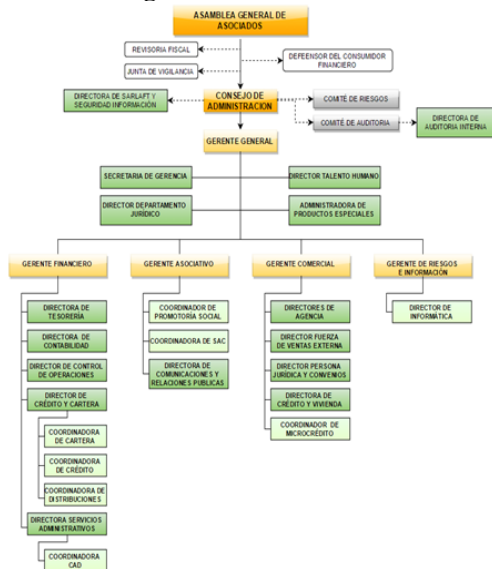 ASAMBLEA GENERAL DE
ASOCIADOS
REVISORIA FISCAL
DEFEENSOR DEL CONSUMIDOR
FINANCIERO
JUNTA DE VIGILANCIA
DIRECTORA DE SARLAFT Y
SEGURIDAD INFORMACIÓN
CONSEJO DE
ADMINISTRACION
COMITÉ DE RIESGOS
COMITÉ DE AUDITORIA
DIRECTORA DE
AUDITORIA INTERNA
GERENTE GENERAL
SECRETARIA DE GERENCIA
DIRECTOR TALENTO HUMANO
DIRECTOR DEPARTAMENTO
JURÍDICO
ADMINISTRADORA DE
PRODUCTOS ESPECIALES
GERENTE FINANCIERO
GERENTE ASOCIATIVO
GERENTE COMERCIAL
GERENTE DE RIESGOS
E INFORMACIÓN
DIRECTORA DE
TESORERÍA
DIRECTORA DE
CONTABILIDAD
DIRECTOR DE CONTROL
DE OPERACIONES
DIRECTOR DE
CRÉDITO Y CARTERA
COORDINADORA
DE CARTERA
COORDINADORA
DE CRÉDITO
COORDINADORA DE
DISTRIBUCIONES
DIRECTORA SERVICIOS
ADMINISTRATIVOS
COORDINADORA
CAD
COORDINADOR DE
PROMOTORÍA SOCIAL
COORDINADORA DE SAC
DIRECTORA DE
COMUNICACIONES Y
RELACIONES PUBLICAS
DIRECTORES DE
AGENCIA
DIRECTOR FUERZA
DE VENTAS EXTERNA
DIRECTOR PERSONA
JURÍDICA Y CONVENIOS
DIRECTORA DE
CRÉDITO Y VIVIENDA
COORDINADOR DE
MICROCRÉDITO
DIRECTOR DE
INFORMÁTICA